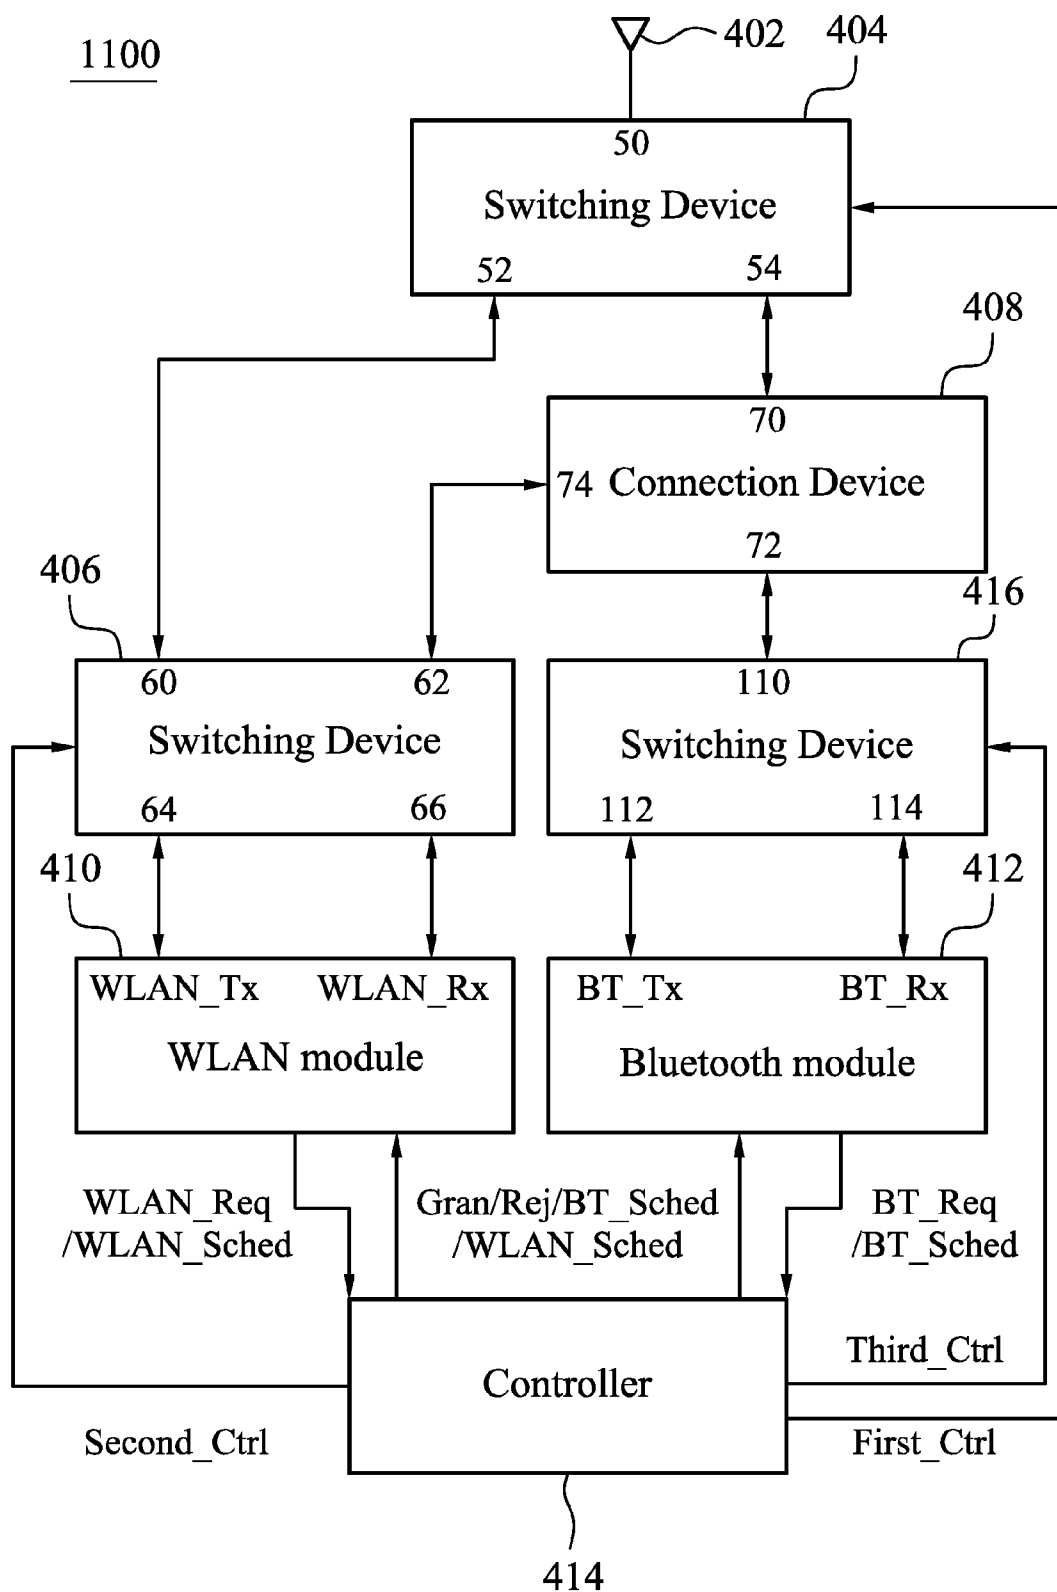 1100
402
404
50
Switching Device
52
54
408
70
74
Connection Device
72
406
416
60
62
110
Switching Device
Switching Device
64
66
112
114
410
412
WLAN_Tx
WLAN_Rx
BT_Tx
BT_Rx
WLAN module
Bluetooth module
WLAN_Req
/WLAN_Sched
Gran/Rej/BT_Sched
/WLAN_Sched
BT_Req
/BT_Sched
Third_Ctrl
Controller
Second_Ctrl
First_Ctrl
414